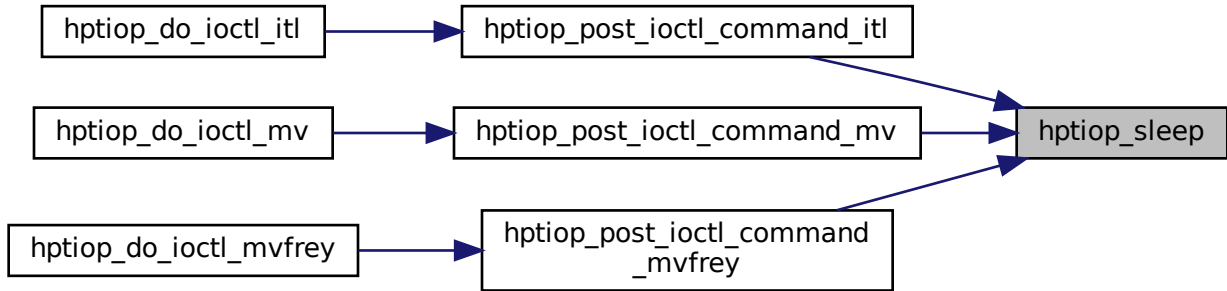 hptiop_do_ioctl_itl
hptiop_post_ioctl_command_itl
hptiop_do_ioctl_mv
hptiop_post_ioctl_command_mv
hptiop_sleep
hptiop_do_ioctl_mvfrey
hptiop_post_ioctl_command
_mvfrey